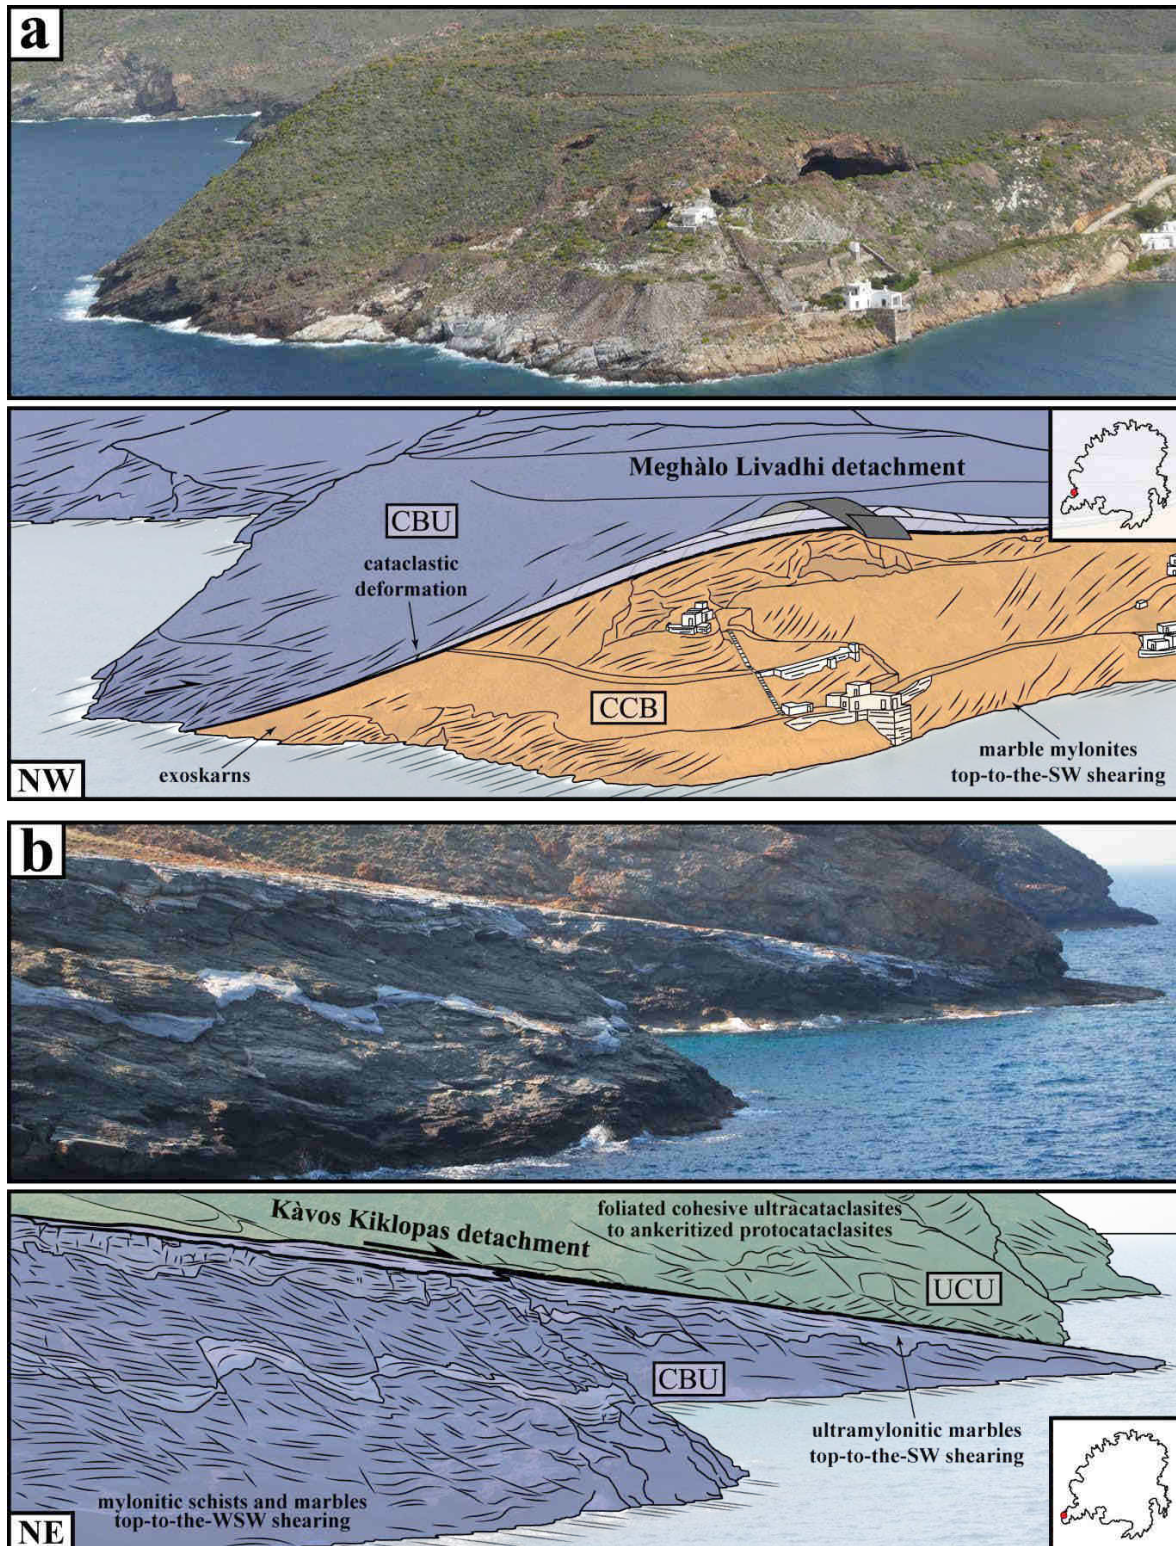 a
Meghàlo Livadhi detachment
CBU
cataclastic
deformation
CCB
exoskarns
marble mylonites
top-to-the-SW shearing
NW
b
Kàvos Kiklopas detachment
foliated cohesive ultracataclasites
to ankeritized protocataclasites
UCU
CBU
ultramylonitic marbles
top-to-the-SW shearing
mylonitic schists and marbles
top-to-the-WSW shearing
NE